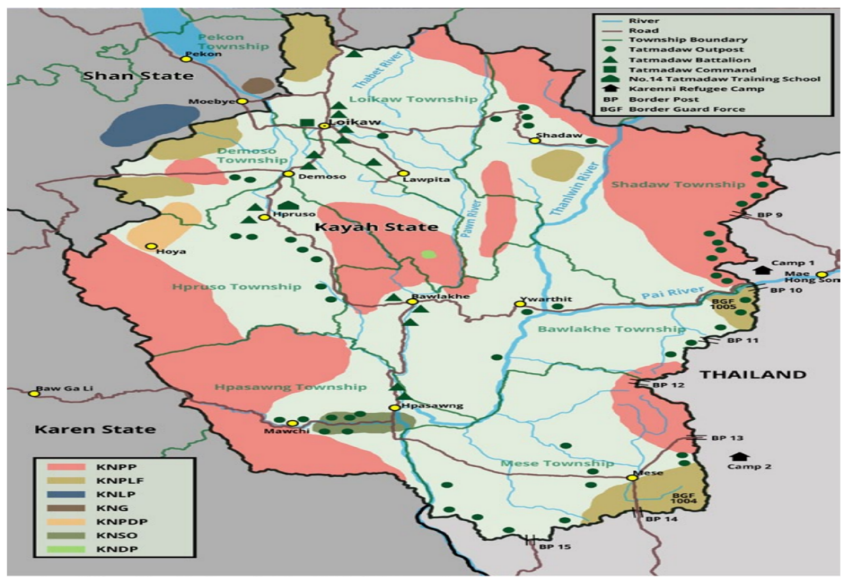 River
Road
Township Boundary
Tatmadaw Outpost
Tatmadaw Battalion
Tatmadaw Command
No.14 Tatmadaw Training School
Karenni Refugee Camp
BP Border Post
BGF Border Guard Force
Pekon
Township
Pekon
Shan State
Moebye
Thabet River
Loikaw Township
Loikaw
Shadaw
Demoso
Township
Demoso
Lawpita
Thanlwin River
Shadaw Township
Hpruso
Kayah State
Pawn River
BP 9
Hoya
Camp 1
Mae
Hong Son
Hpruso Township
Pai River
BP 10
Bawlakhe
Ywarthit
BGF
1005
Bawlakhe Township
BP 11
THAILAND
Hpasawng Township
BP 12
Baw Ga Li
Hpasawng
Karen State
Mawchi
BP 13
Mese Township
Camp 2
Mese
BGF
1004
BP 14
BP 15
KNPP
KNPLF
KNLP
KNG
KNPDP
KNSO
KNDP